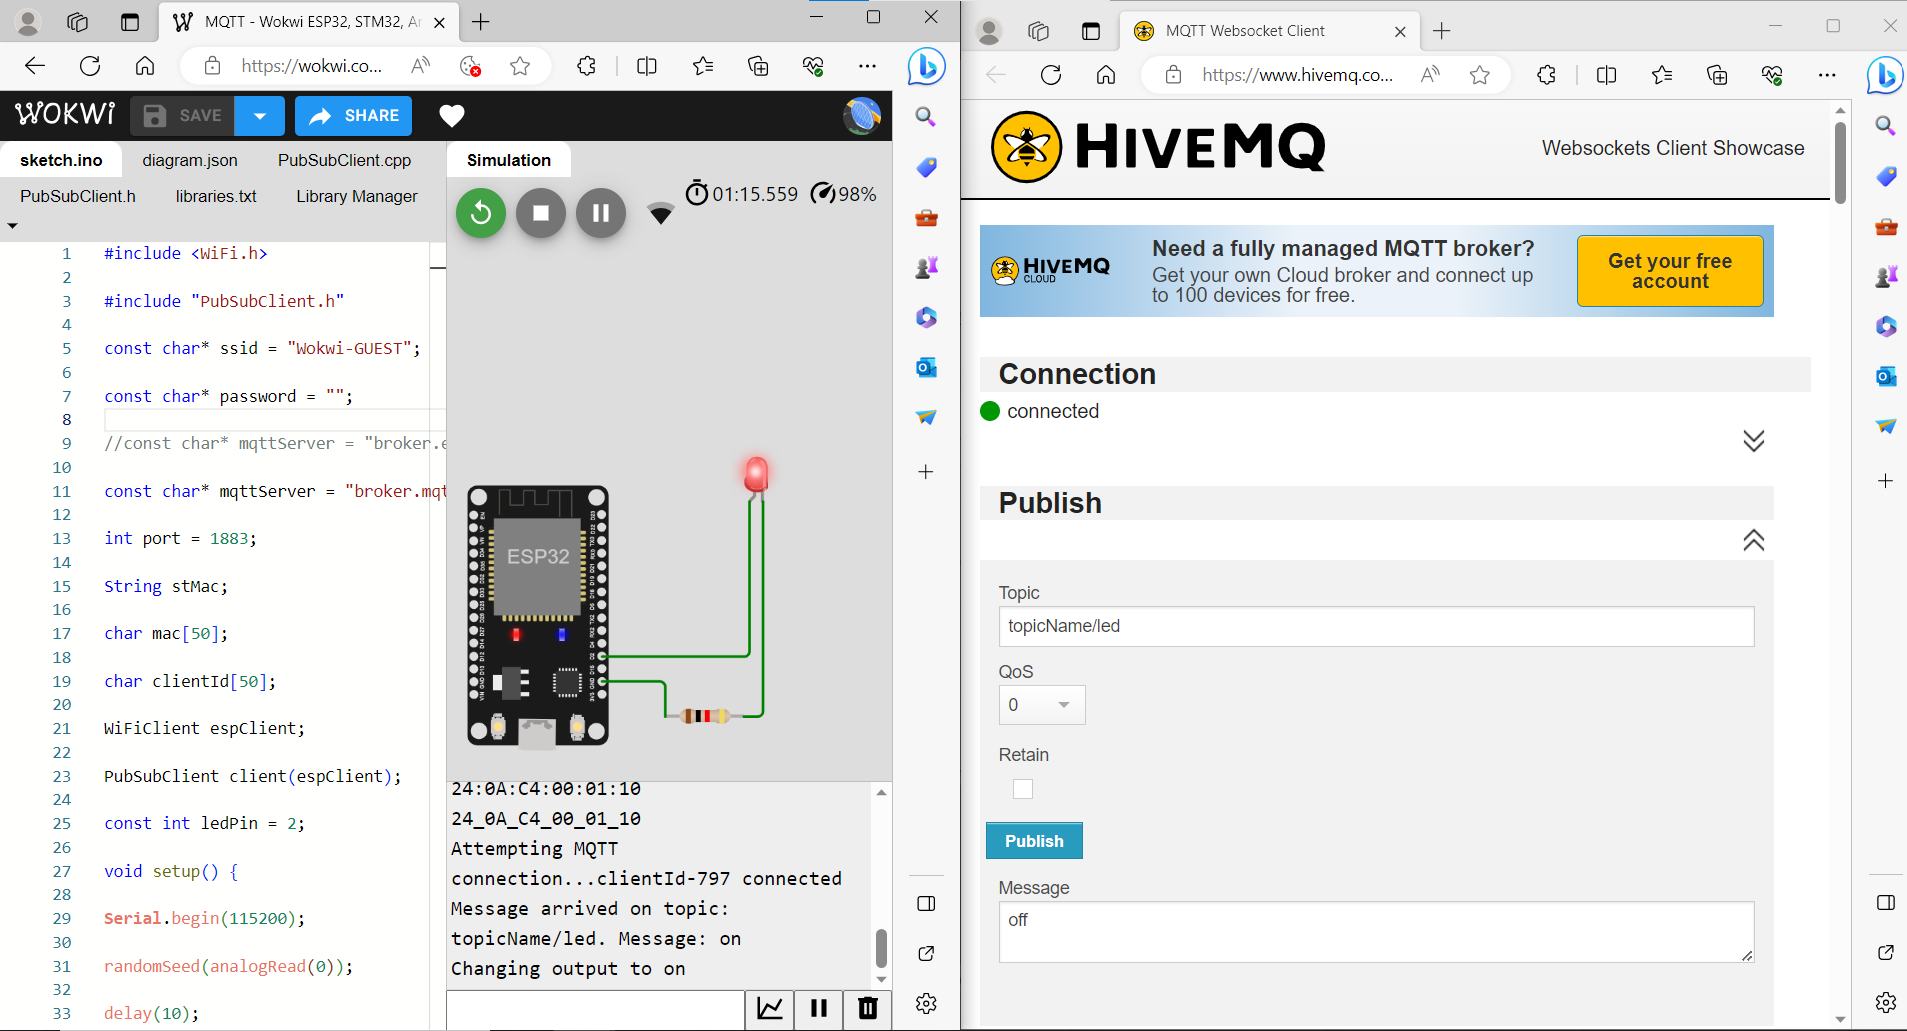 MQTT - Wokwi ESP32, STM32, Ar
https://wokwi.co...
WOKWi
SAVE
SHARE
sketch.ino
diagram.json
PubSubClient.cpp
PubSubClient.h
libraries.txt
Library Manager
1 #include <WiFi.h>
2
3 #include "PubSubClient.h"
4
5 const char* ssid = "Wokwi-GUEST";
6
7 const char* password = "";
8
9 //const char* mqttServer = "broker.e
10
11 const char* mqttServer = "broker.mqt
12
13 int port = 1883;
14
15 String stMac;
16
17 char mac[50];
18
19 char clientId[50];
20
21 WiFiClient espClient;
22
23 PubSubClient client(espClient);
24
25 const int ledPin = 2;
26
27 void setup() {
28
29 Serial.begin(115200);
30
31 randomSeed(analogRead(0));
32
33 delay(10);
Simulation
01:15.559
98%
ESP32
24:0A:C4:00:01:10
24_0A_C4_00_01_10
Attempting MQTT
connection...clientId-797 connected
Message arrived on topic:
topicName/led. Message: on
Changing output to on
MQTT Websocket Client
https://www.hivemq.co...
HIVEMQ
Websockets Client Showcase
HIVEMQ
CLOUD
Need a fully managed MQTT broker?
Get your own Cloud broker and connect up
to 100 devices for free.
Get your free
account
Connection
connected
Publish
Topic
topicName/led
QoS
0
Retain
Publish
Message
off